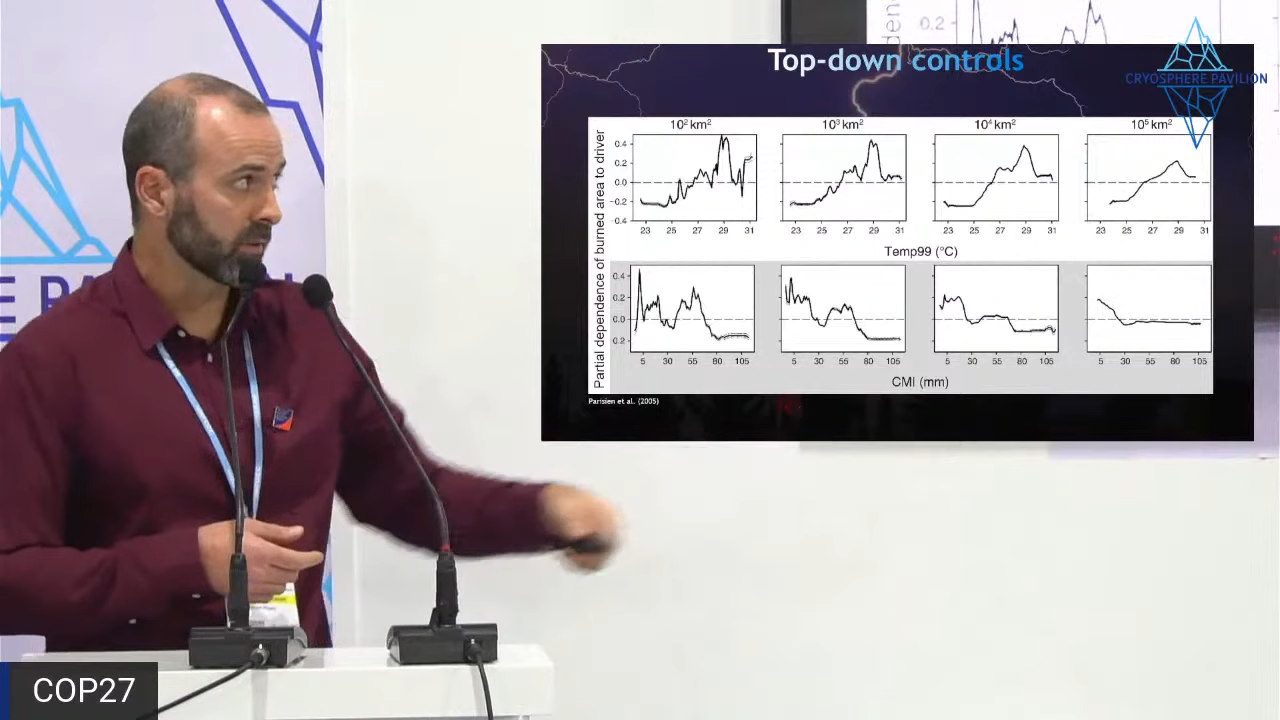 0.2
Top-down controls
CRYOSPHERE PAVILION
10² km²
10³ km²
10⁴ km²
10⁵ km²
Partial dependence of burned area to driver
0.4
0.2
0.0
0.2
0.4
23 25 27 29 31
23 25 27 29 31
23 25 27 29 31
23 25 27 29 31
Temp99 (°C)
0.4
0.2
0.0
0.2
5 30 55 80 105
5 30 55 80 105
5 30 55 80 105
5 30 55 80 105
CMI (mm)
Parisien et al. (2005)
COP27